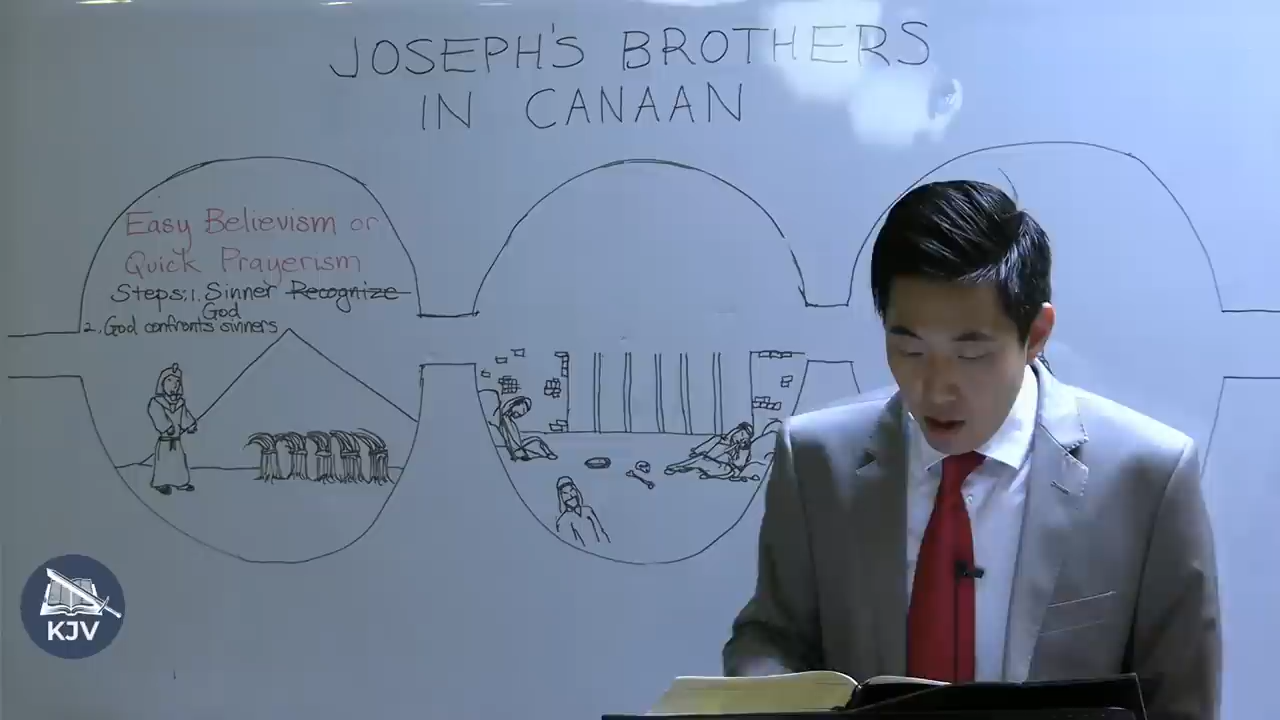 JOSEPH'S BROTHERS
IN CANAAN
Easy Believism or
Quick Prayerism
Steps: 1. Sinner Recognize
God
2. God confronts sinners
KJV